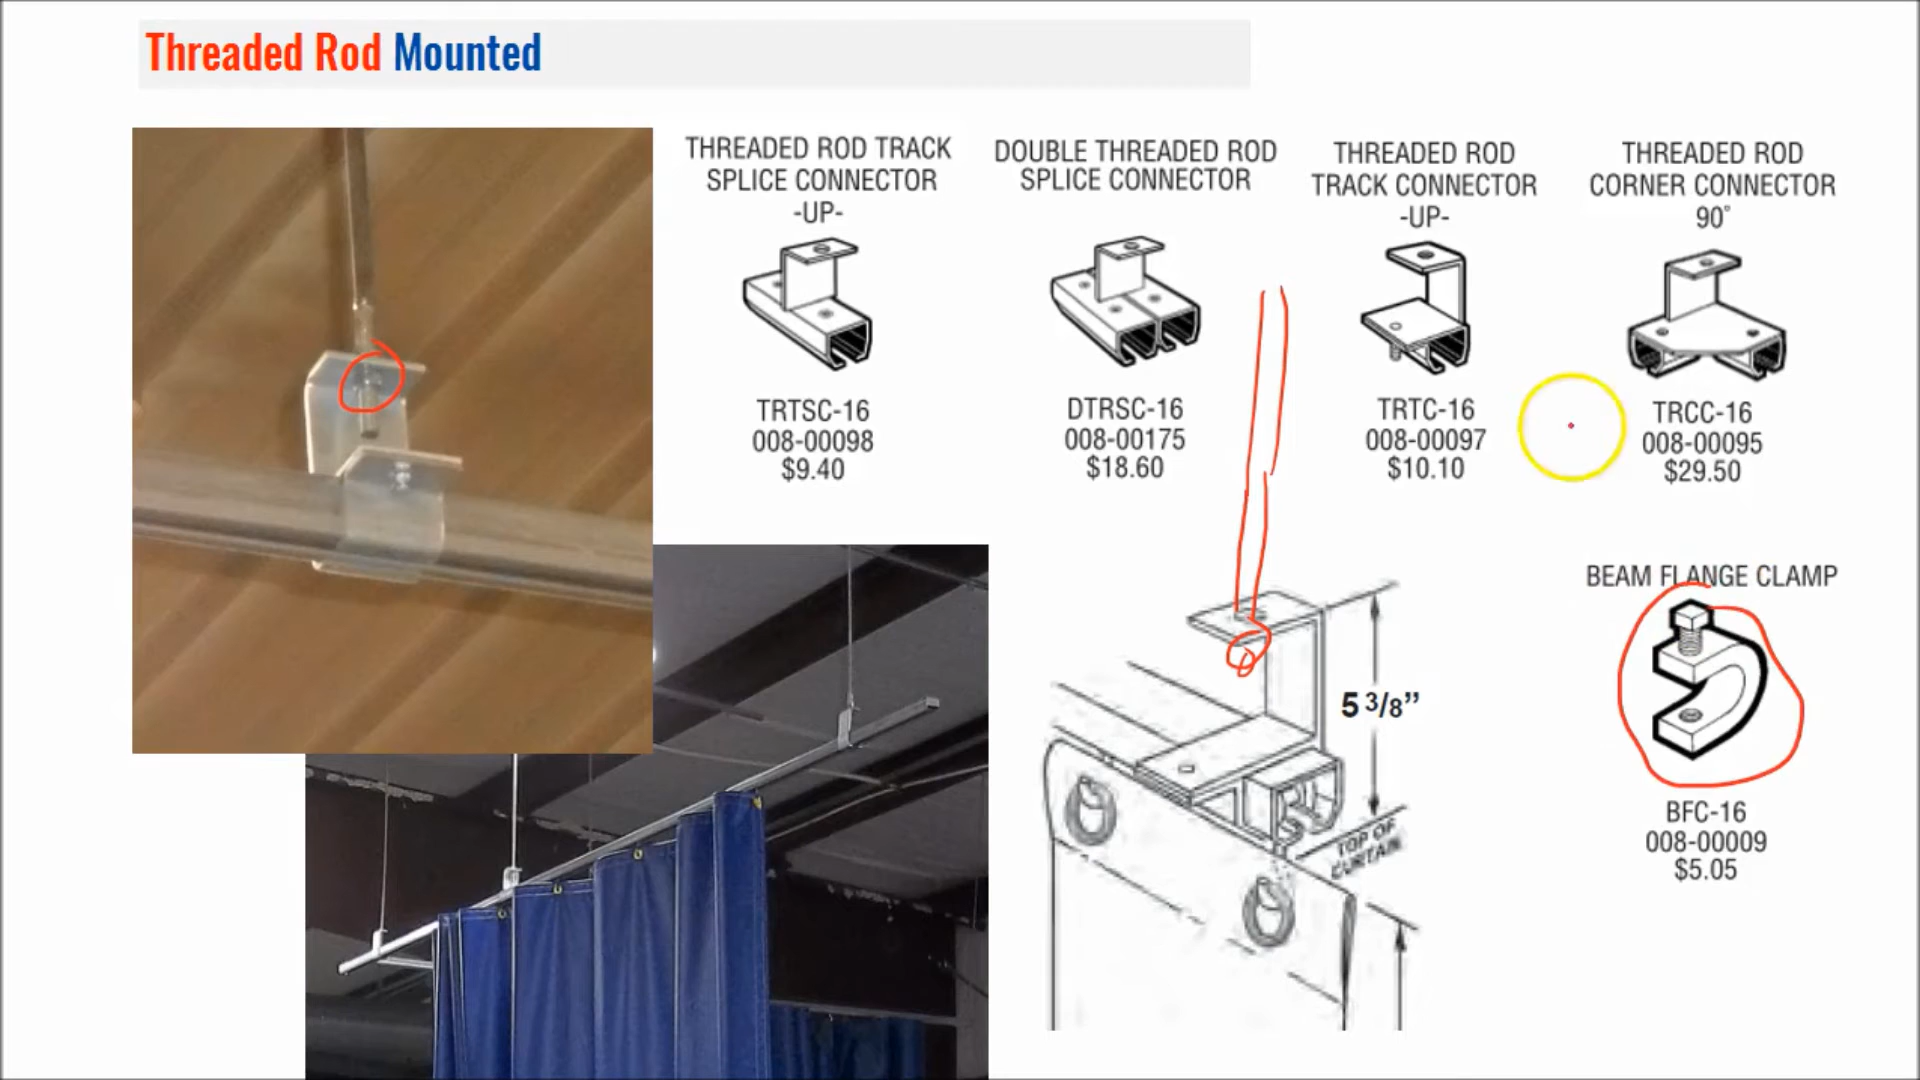 Threaded Rod Mounted
THREADED ROD TRACK
SPLICE CONNECTOR
-UP-
TRTSC-16
008-00098
$9.40
DOUBLE THREADED ROD
SPLICE CONNECTOR
DTRSC-16
008-00175
$18.60
THREADED ROD
TRACK CONNECTOR
-UP-
TRTC-16
008-00097
$10.10
THREADED ROD
CORNER CONNECTOR
90°
TRCC-16
008-00095
$29.50
5 3/8”
TOP OF
CURTAIN
BEAM FLANGE CLAMP
BFC-16
008-00009
$5.05